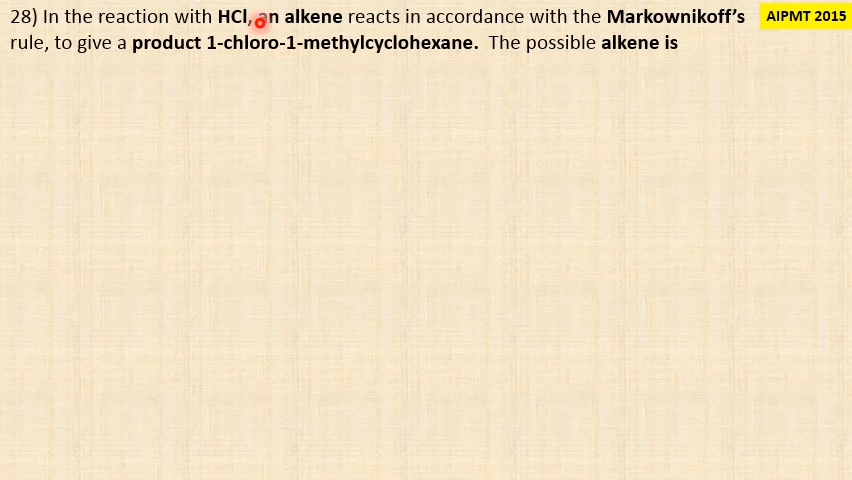 28) In the reaction with HCl, an alkene reacts in accordance with the Markownikoff’s
AIPMT 2015
rule, to give a product 1-chloro-1-methylcyclohexane. The possible alkene is